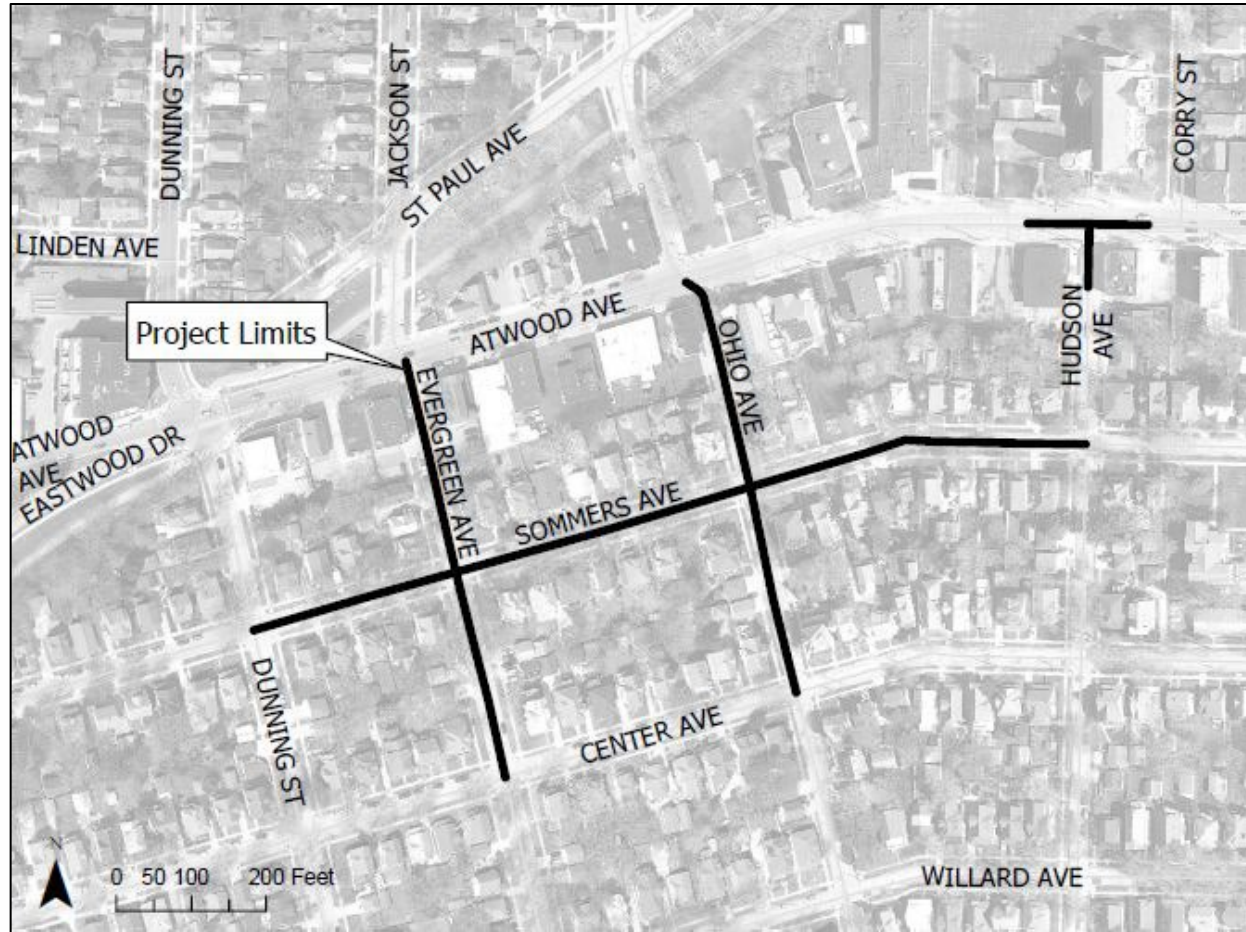 DUNNING ST
JACKSON ST
CORRY ST
ST PAUL AVE
LINDEN AVE
Project Limits
ATWOOD AVE
HUDSON
AVE
OHIO AVE
EVERGREEN AVE
ATWOOD
AVE
EASTWOOD DR
SOMMERS AVE
DUNNING ST
CENTER AVE
N
0 50 100 200 Feet
WILLARD AVE